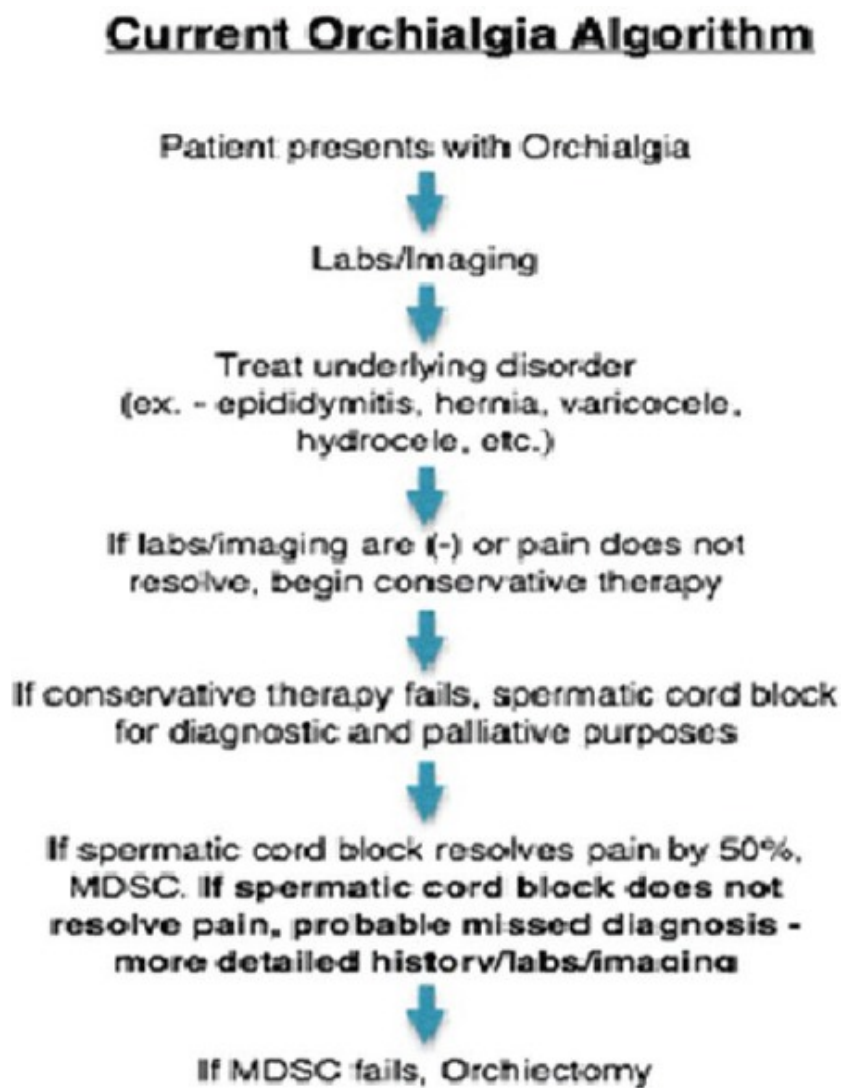 Current Orchialgia Algorithm
Patient presents with Orchialgia
Labs/Imaging
Treat underlying disorder
(ex. - epididymitis, hernia, varicocele,
hydrocele, etc.)
If labs/imaging are (-) or pain does not
resolve, begin conservative therapy
If conservative therapy fails, spermatic cord block
for diagnostic and palliative purposes
If spermatic cord block resolves pain by 50%,
MDSC. If spermatic cord block does not
resolve pain, probable missed diagnosis -
more detailed history/labs/imaging
If MDSC fails, Orchiectomy